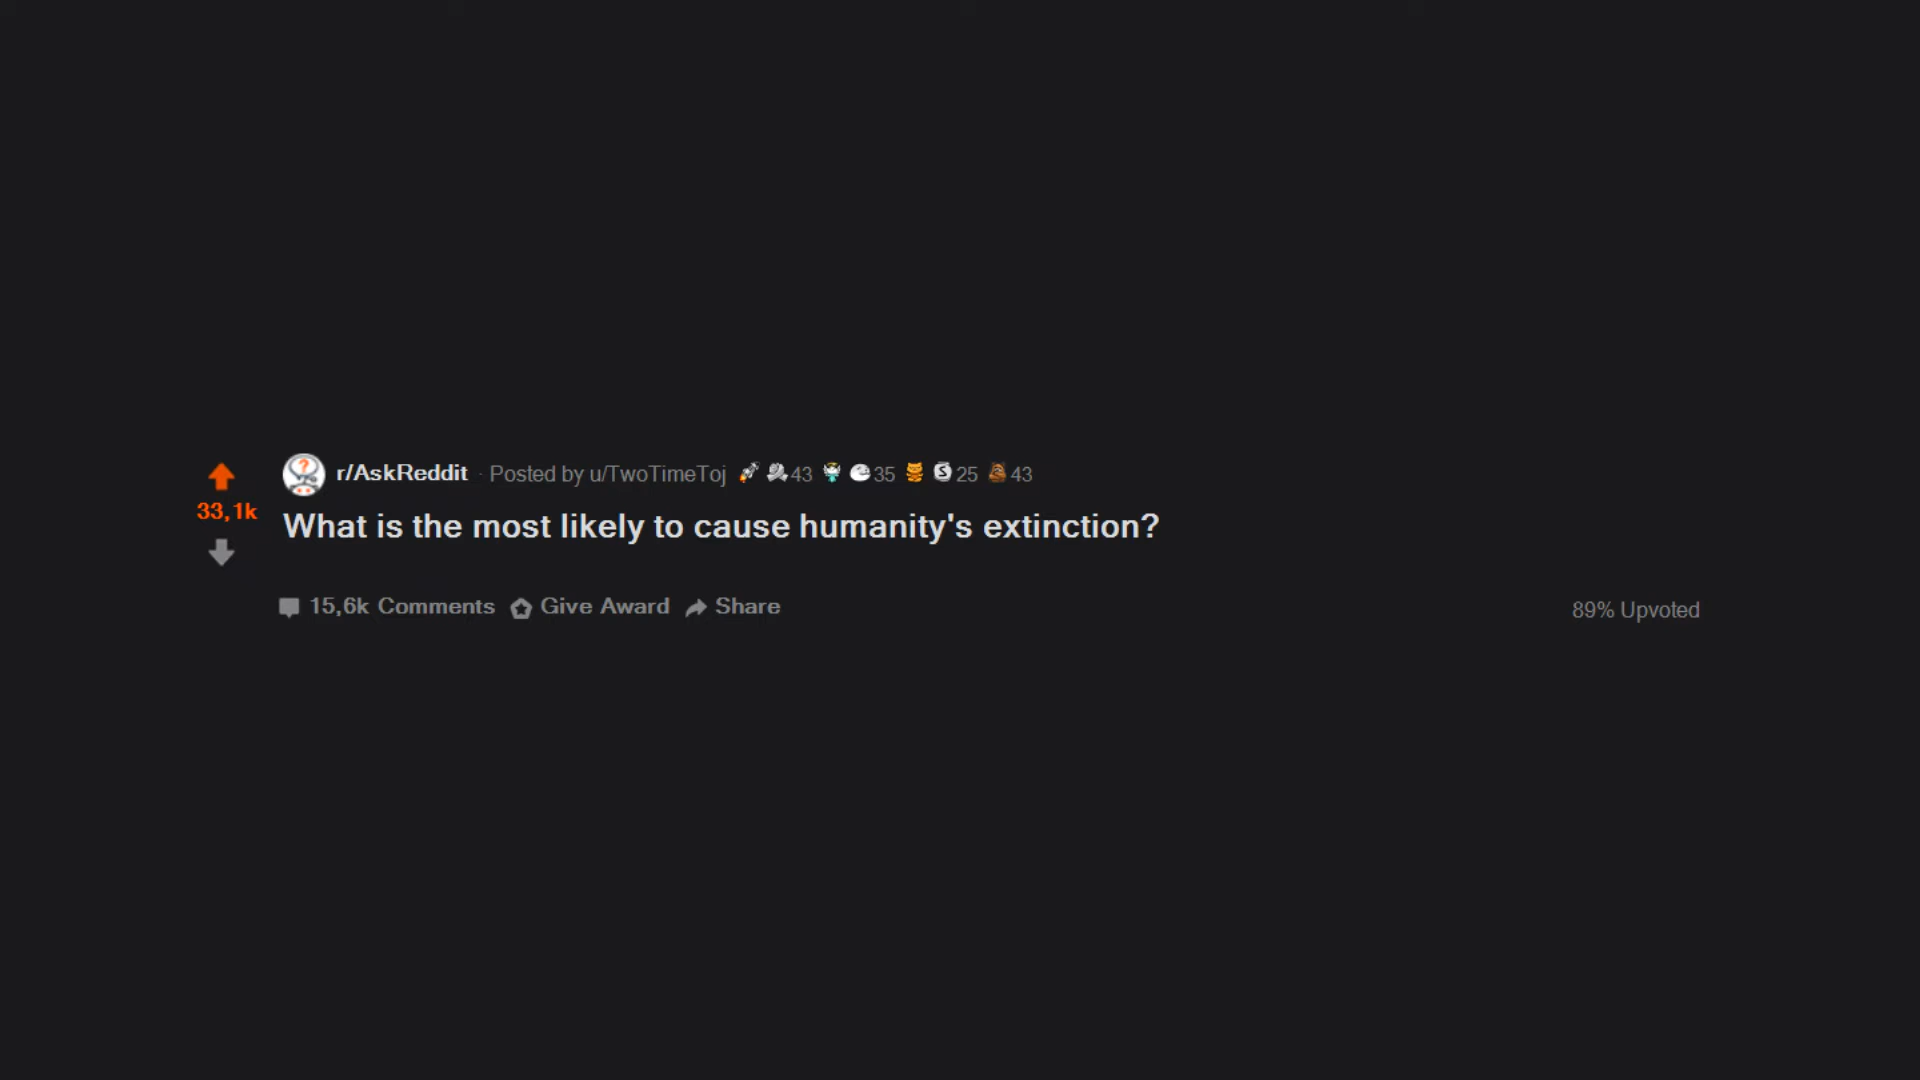 r/AskReddit · Posted by u/TwoTimeToj 43 35 25 43
33,1k
What is the most likely to cause humanity's extinction?
15,6k Comments Give Award Share
89% Upvoted